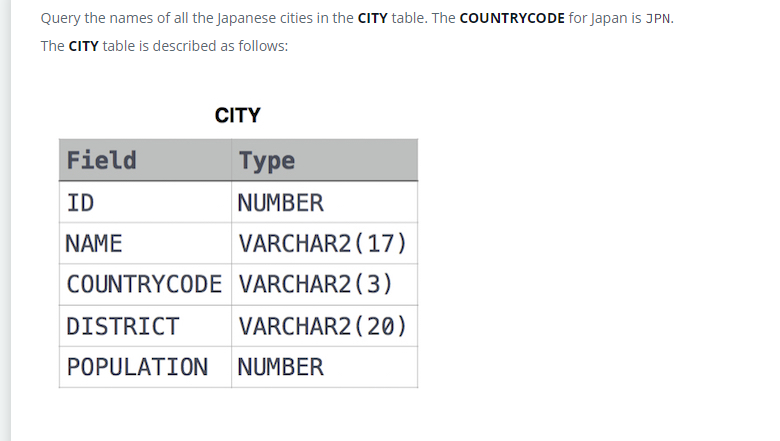 Query the names of all the Japanese cities in the CITY table. The COUNTRYCODE for Japan is JPN.
The CITY table is described as follows:
CITY
Field Type
ID NUMBER
NAME VARCHAR2(17)
COUNTRYCODE VARCHAR2(3)
DISTRICT VARCHAR2(20)
POPULATION NUMBER